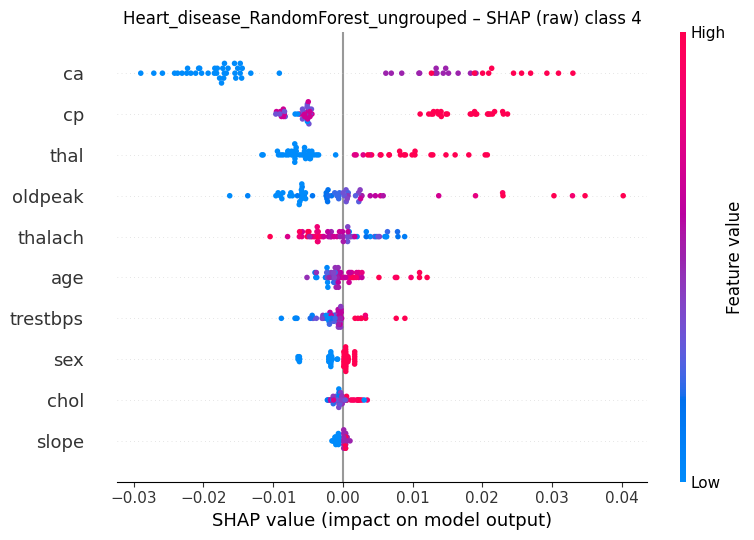 Heart_disease_RandomForest_ungrouped – SHAP (raw) class 4
High
ca
cp
thal
oldpeak
thalach
age
trestbps
sex
chol
slope
Feature value
Low
−0.03 −0.02 −0.01 0.00 0.01 0.02 0.03 0.04
SHAP value (impact on model output)